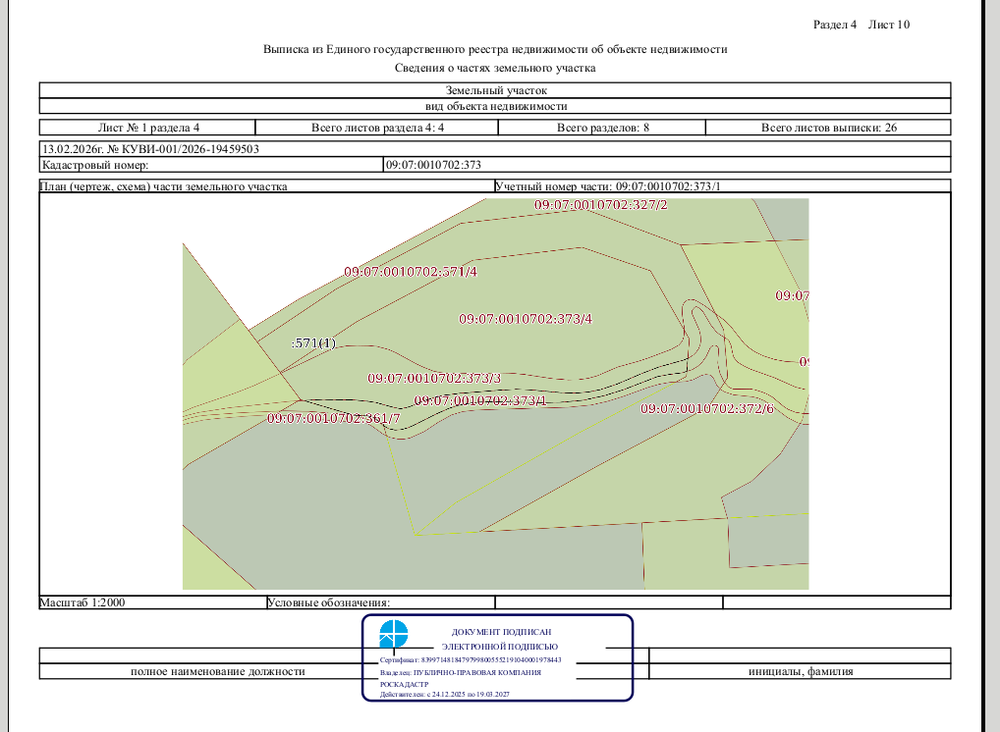 Раздел 4 Лист 10
Выписка из Единого государственного реестра недвижимости об объекте недвижимости
Сведения о частях земельного участка
Земельный участок
вид объекта недвижимости
Лист № 1 раздела 4 Всего листов раздела 4: 4 Всего разделов: 8 Всего листов выписки: 26
13.02.2026г. № КУВИ-001/2026-19459503
Кадастровый номер: 09:07:0010702:373
План (чертеж, схема) части земельного участка Учетный номер части: 09:07:0010702:373/1
09:07:0010702:327/2
09:07:0010702:571/4
09:07
09:07:0010702:373/4
:571(1)
09:07:0010702:373/3
09:07:0010702:373/1
09:07:0010702:372/6
09:07:0010702:361/7
Масштаб 1:2000 Условные обозначения:
ДОКУМЕНТ ПОДПИСАН
ЭЛЕКТРОННОЙ ПОДПИСЬЮ
Владелец: ПУБЛИЧНО-ПРАВОВАЯ КОМПАНИЯ
РОСКАДАСТР
Действителен: с 24.12.2025 по 19.03.2027
полное наименование должности инициалы, фамилия